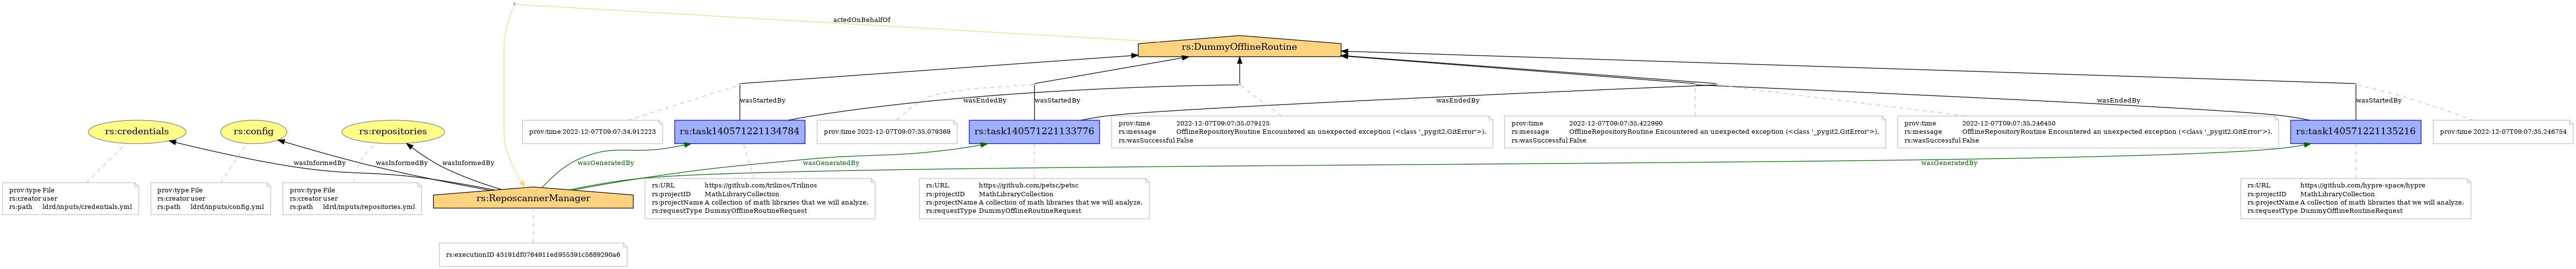 actedOnBehalfOf
rs:DummyOfflineRoutine
wasStartedBy
wasEndedBy
wasStartedBy
wasEndedBy
wasEndedBy
wasStartedBy
rs:credentials
rs:config
rs:repositories
prov:time 2022-12-07T09:07:34.912223
rs:task140571221134784
prov:time 2022-12-07T09:07:35.079369
rs:task140571221133776
prov:time 2022-12-07T09:07:35.079125
rs:message OfflineRepositoryRoutine Encountered an unexpected exception (<class '_pygit2.GitError'>).
rs:wasSuccessful False
prov:time 2022-12-07T09:07:35.422990
rs:message OfflineRepositoryRoutine Encountered an unexpected exception (<class '_pygit2.GitError'>).
rs:wasSuccessful False
prov:time 2022-12-07T09:07:35.246450
rs:message OfflineRepositoryRoutine Encountered an unexpected exception (<class '_pygit2.GitError'>).
rs:wasSuccessful False
rs:task140571221135216
prov:time 2022-12-07T09:07:35.246754
wasInformedBy
wasInformedBy
wasInformedBy
wasGeneratedBy
wasGeneratedBy
wasGeneratedBy
prov:type File
rs:creator user
rs:path ldrd/inputs/credentials.yml
prov:type File
rs:creator user
rs:path ldrd/inputs/config.yml
prov:type File
rs:creator user
rs:path ldrd/inputs/repositories.yml
rs:ReposcannerManager
rs:URL https://github.com/trilinos/Trilinos
rs:projectID MathLibraryCollection
rs:projectName A collection of math libraries that we will analyze.
rs:requestType DummyOfflineRoutineRequest
rs:URL https://github.com/petsc/petsc
rs:projectID MathLibraryCollection
rs:projectName A collection of math libraries that we will analyze.
rs:requestType DummyOfflineRoutineRequest
rs:URL https://github.com/hypre-space/hypre
rs:projectID MathLibraryCollection
rs:projectName A collection of math libraries that we will analyze.
rs:requestType DummyOfflineRoutineRequest
rs:executionID 43191df0764911ed955391c5889290a6